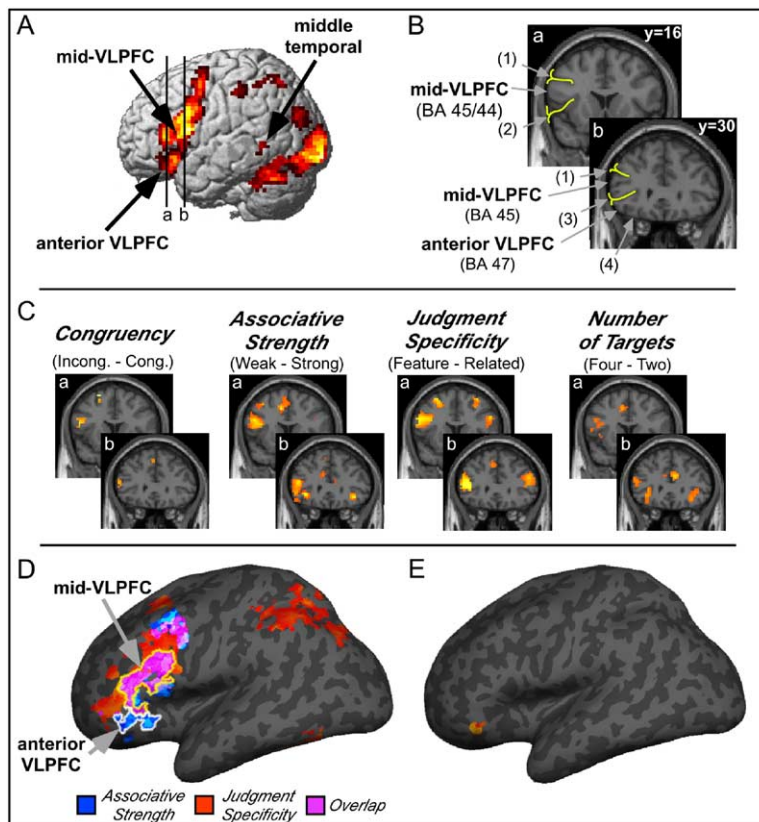 A
mid-VLPFC
middle
temporal
anterior VLPFC
a
b
B
a
y=16
(1)
mid-VLPFC
(BA 45/44)
(2)
b
y=30
(1)
mid-VLPFC
(BA 45)
(3)
anterior VLPFC
(BA 47)
(4)
C
Congruency
(Incong. - Cong.)
a
b
Associative
Strength
(Weak - Strong)
a
b
Judgment
Specificity
(Feature - Related)
a
b
Number
of Targets
(Four - Two)
a
b
D
mid-VLPFC
anterior
VLPFC
Associative
Strength
Judgment
Specificity
Overlap
E